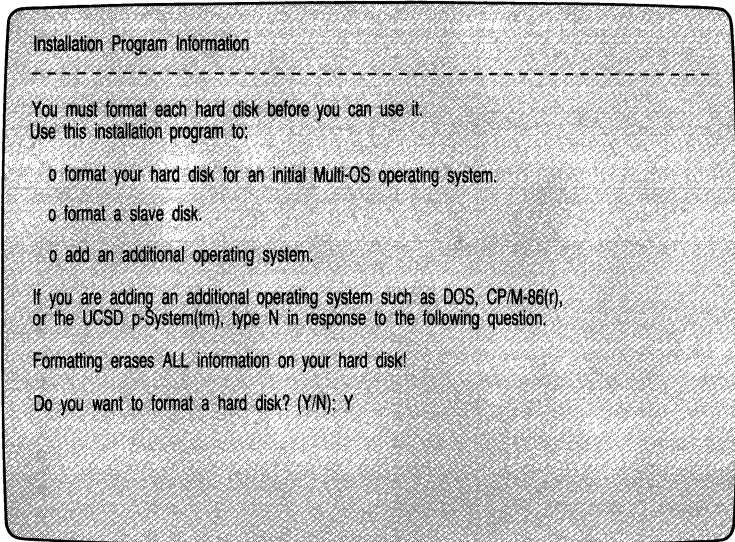 Installation Program Information
- - - - - - - - - - - - - - - - - - - - - - - - - - - - - - - - - - - - - - - - - - - - - - - -
You must format each hard disk before you can use it.
Use this installation program to:
o format your hard disk for an initial Multi-OS operating system.
o format a slave disk.
o add an additional operating system.
If you are adding an additional operating system such as DOS, CP/M-86(r),
or the UCSD p-System(tm), type N in response to the following question.
Formatting erases ALL information on your hard disk!
Do you want to format a hard disk? (Y/N): Y